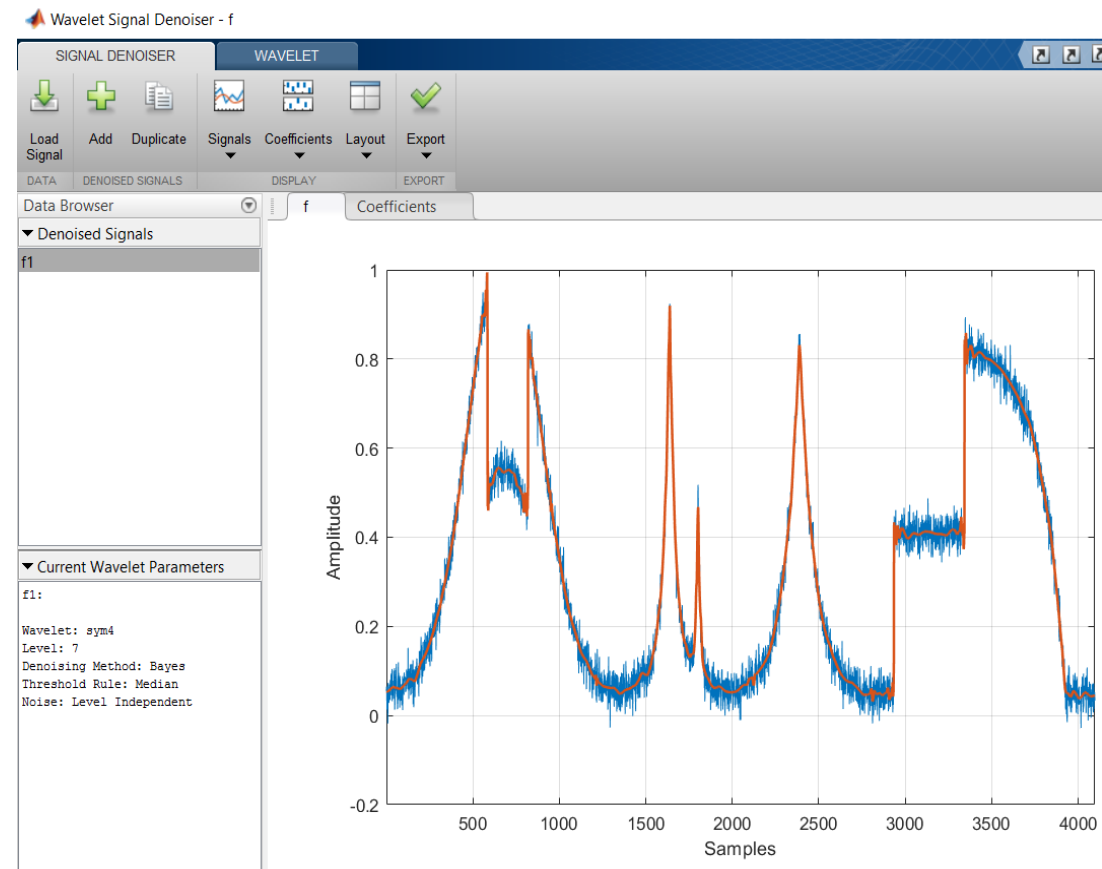 Wavelet Signal Denoiser - f
SIGNAL DENOISER
WAVELET
Load
Signal
Add
Duplicate
Signals
Coefficients
Layout
Export
DATA
DENOISED SIGNALS
DISPLAY
EXPORT
Data Browser
Denoised Signals
f1
f
Coefficients
Current Wavelet Parameters
f1:
Wavelet: sym4
Level: 7
Denoising Method: Bayes
Threshold Rule: Median
Noise: Level Independent
1
0.8
0.6
0.4
0.2
0
-0.2
Amplitude
500
1000
1500
2000
2500
3000
3500
4000
Samples